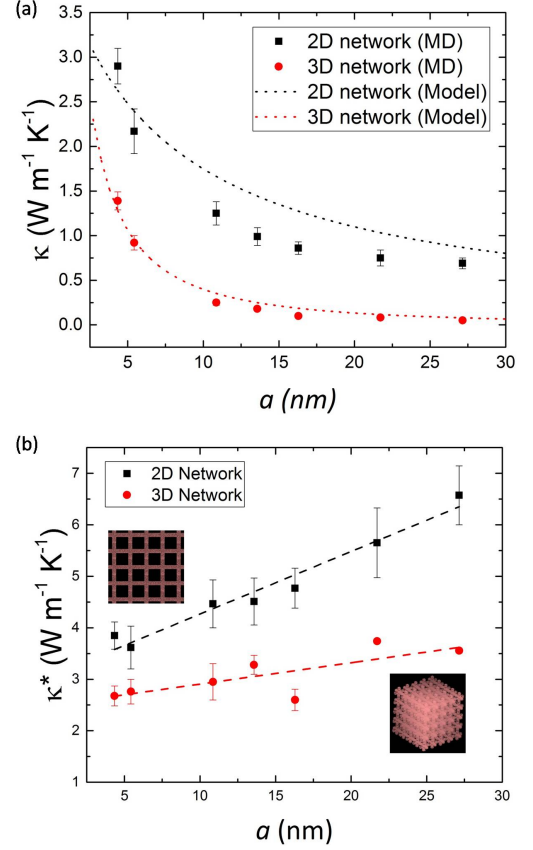 (a)
3.5
3.0
2.5
2.0
1.5
1.0
0.5
0.0
κ (W m⁻¹ K⁻¹)
2D network (MD)
3D network (MD)
2D network (Model)
3D network (Model)
5 10 15 20 25 30
a (nm)
(b)
7
6
5
4
3
2
1
κ* (W m⁻¹ K⁻¹)
2D Network
3D Network
5 10 15 20 25 30
a (nm)